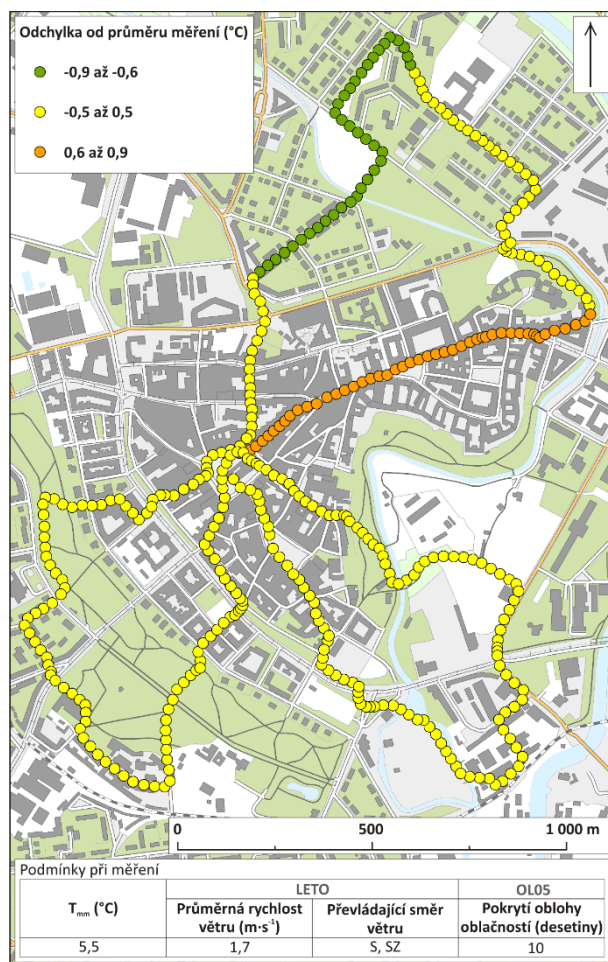 Odchylka od průměru měření (°C)
-0,9 až -0,6
-0,5 až 0,5
0,6 až 0,9
0 500 1 000 m
Podmínky při měření
LETO OL05
Tmm (°C) Průměrná rychlost větru (m·s-1) Převládající směr větru Pokrytí oblohy oblačností (desetiny)
5,5 1,7 S, SZ 10